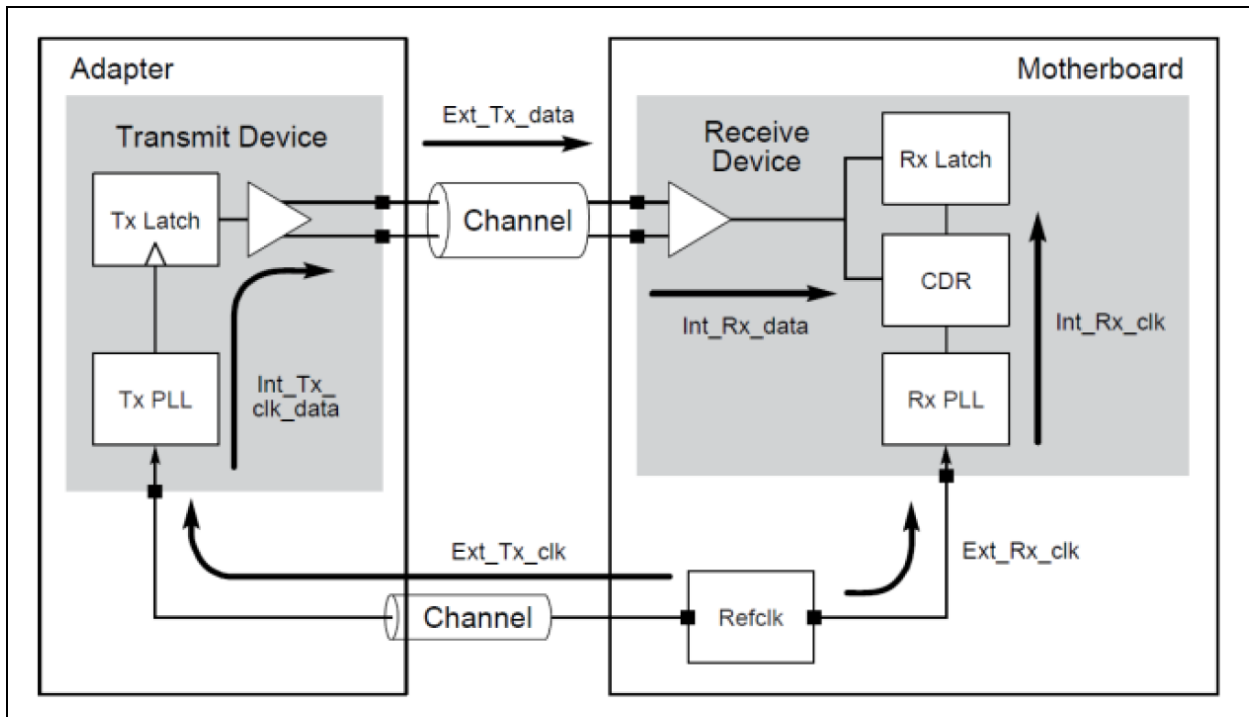 Adapter
Motherboard
Transmit Device
Ext_Tx_data
Receive
Device
Rx Latch
Tx Latch
Channel
CDR
Int_Rx_data
Int_Rx_clk
Int_Tx_
clk_data
Tx PLL
Rx PLL
Ext_Tx_clk
Ext_Rx_clk
Channel
Refclk